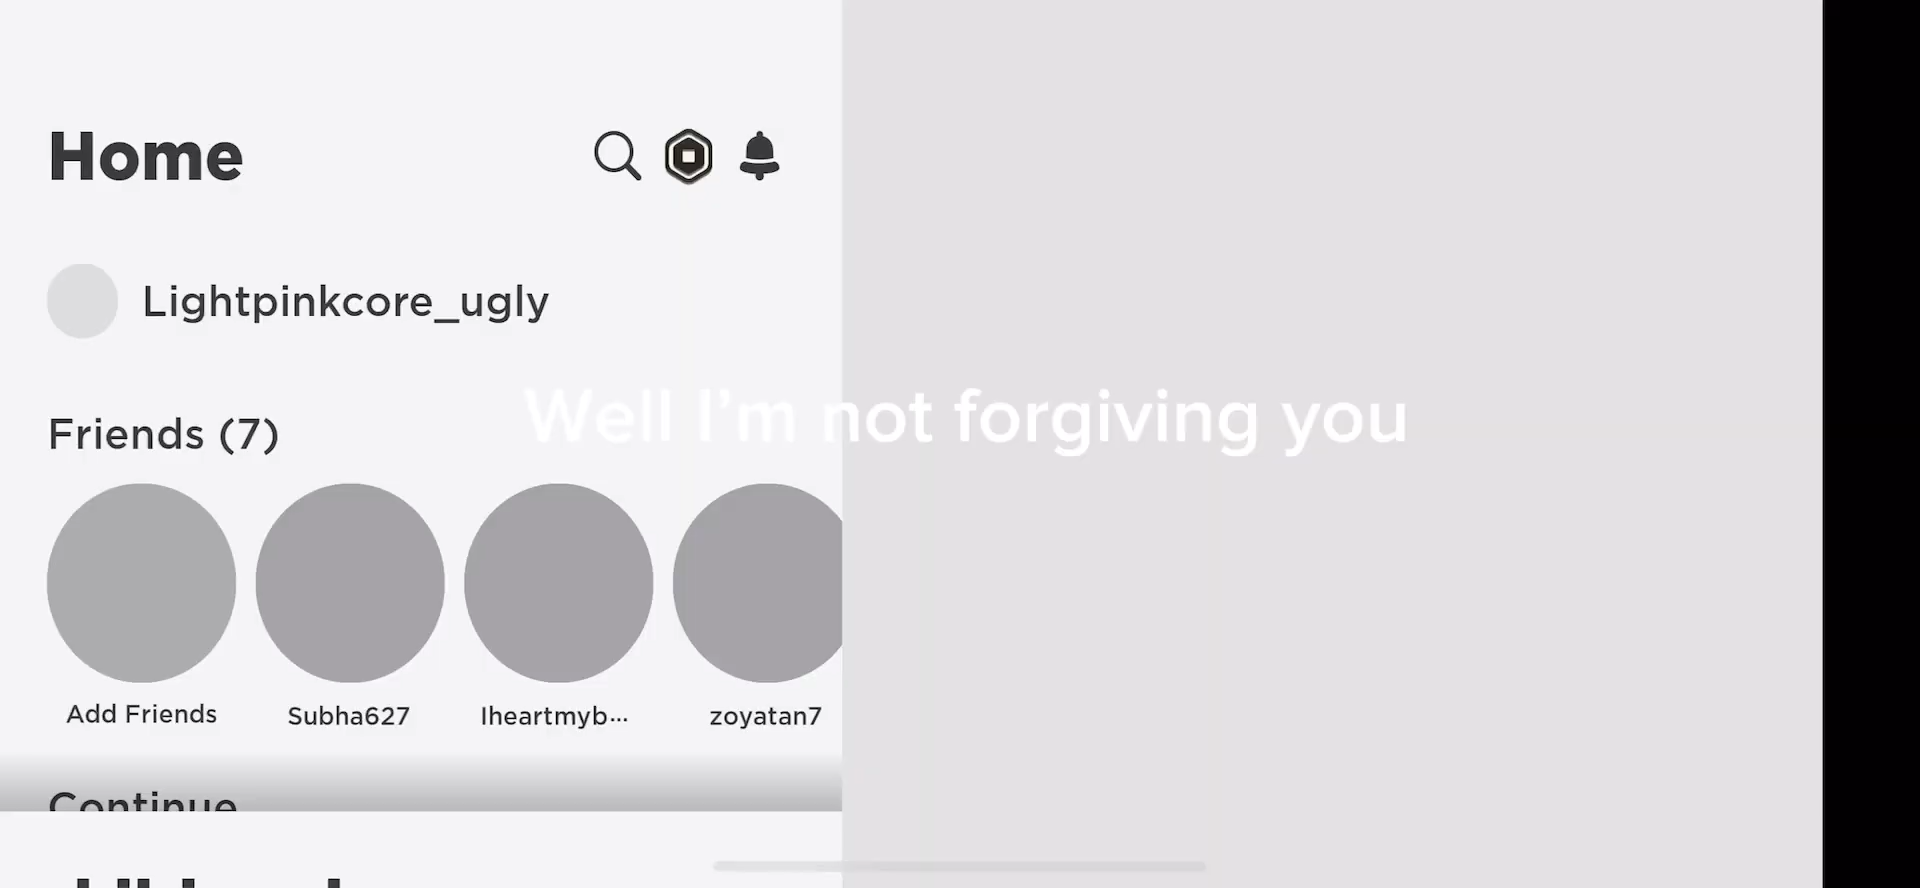 Home
Lightpinkcore_ugly
Well I'm not forgiving you
Friends (7)
Add Friends
Subha627
Iheartmyb...
zoyatan7
Continue